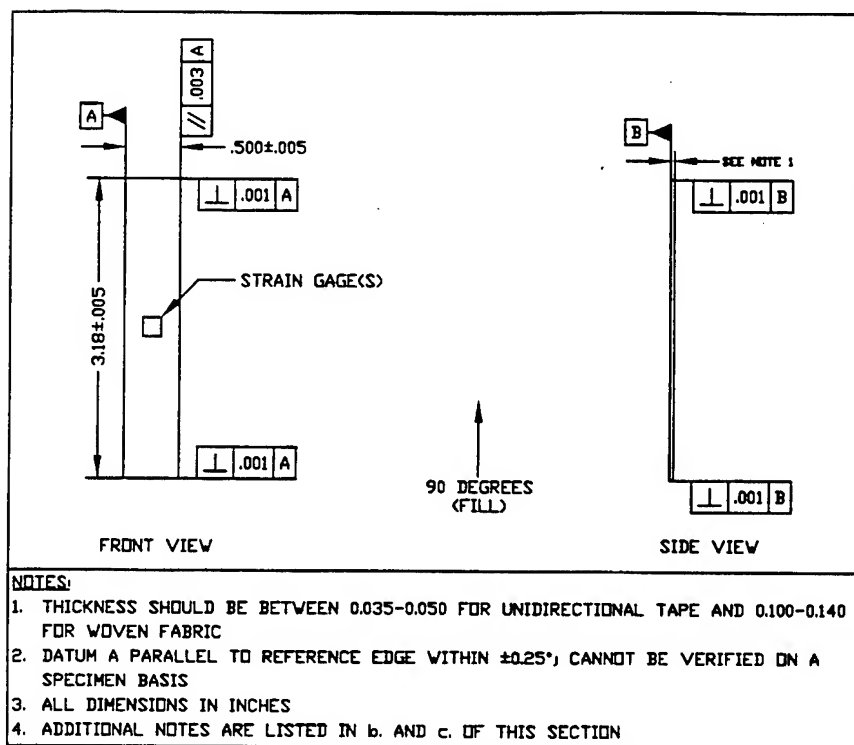 // .003 A
A
.500±.005
⊥ .001 A
3.18±.005
STRAIN GAGE(S)
⊥ .001 A
FRONT VIEW
90 DEGREES
(FILL)
B
SEE NOTE 1
⊥ .001 B
⊥ .001 B
SIDE VIEW
NOTES:
1. THICKNESS SHOULD BE BETWEEN 0.035-0.050 FOR UNIDIRECTIONAL TAPE AND 0.100-0.140
FOR WOVEN FABRIC
2. DATUM A PARALLEL TO REFERENCE EDGE WITHIN ±0.25°; CANNOT BE VERIFIED ON A
SPECIMEN BASIS
3. ALL DIMENSIONS IN INCHES
4. ADDITIONAL NOTES ARE LISTED IN b. AND c. OF THIS SECTION